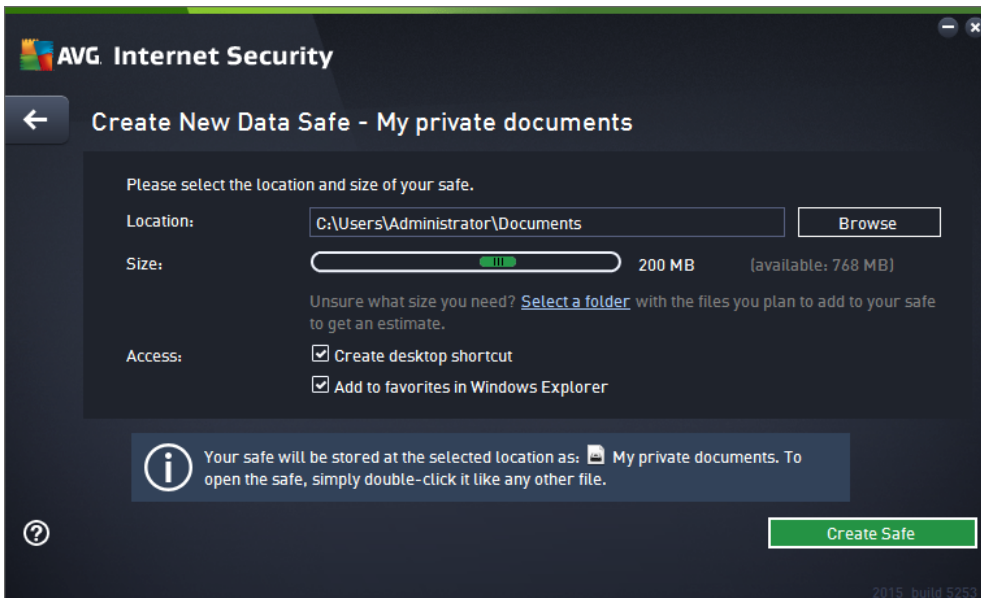 AVG. Internet Security
Create New Data Safe - My private documents
Please select the location and size of your safe.
Location:
C:\Users\Administrator\Documents
Browse
Size:
200 MB
(available: 768 MB)
Unsure what size you need? Select a folder with the files you plan to add to your safe
to get an estimate.
Access:
Create desktop shortcut
Add to favorites in Windows Explorer
Your safe will be stored at the selected location as: My private documents. To
open the safe, simply double-click it like any other file.
Create Safe
2015 build 5253